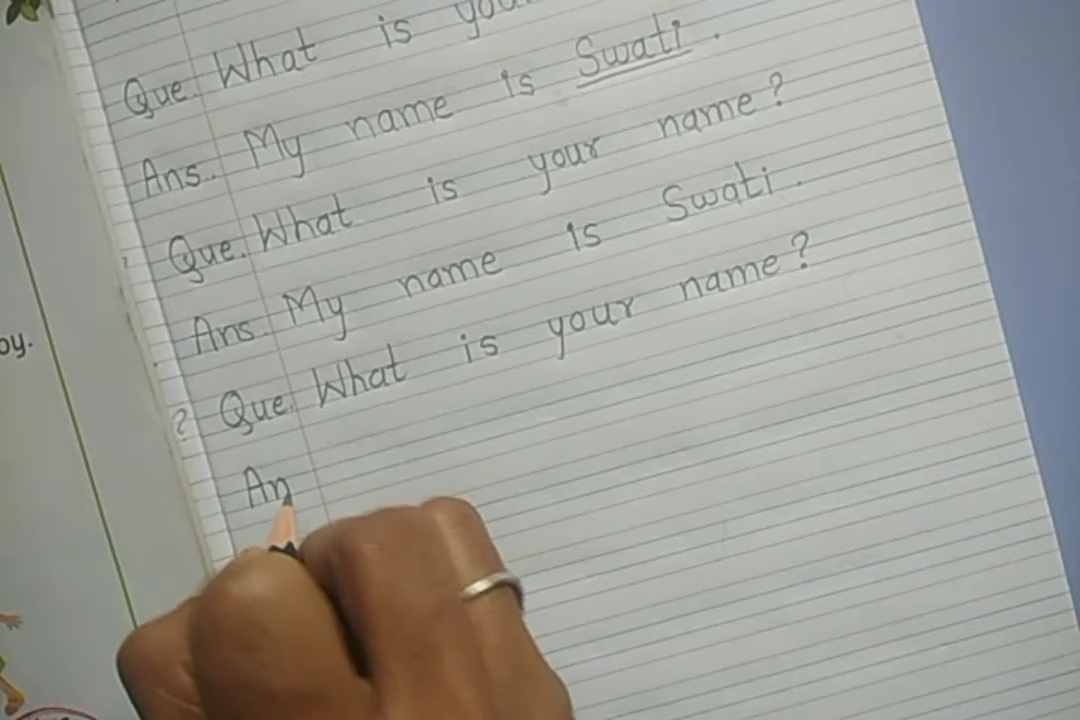 Que. What is you
Ans. My name is Swati.
Que. What is your name?
Ans. My name is Swati.
Que. What is your name?
An
oy.
?